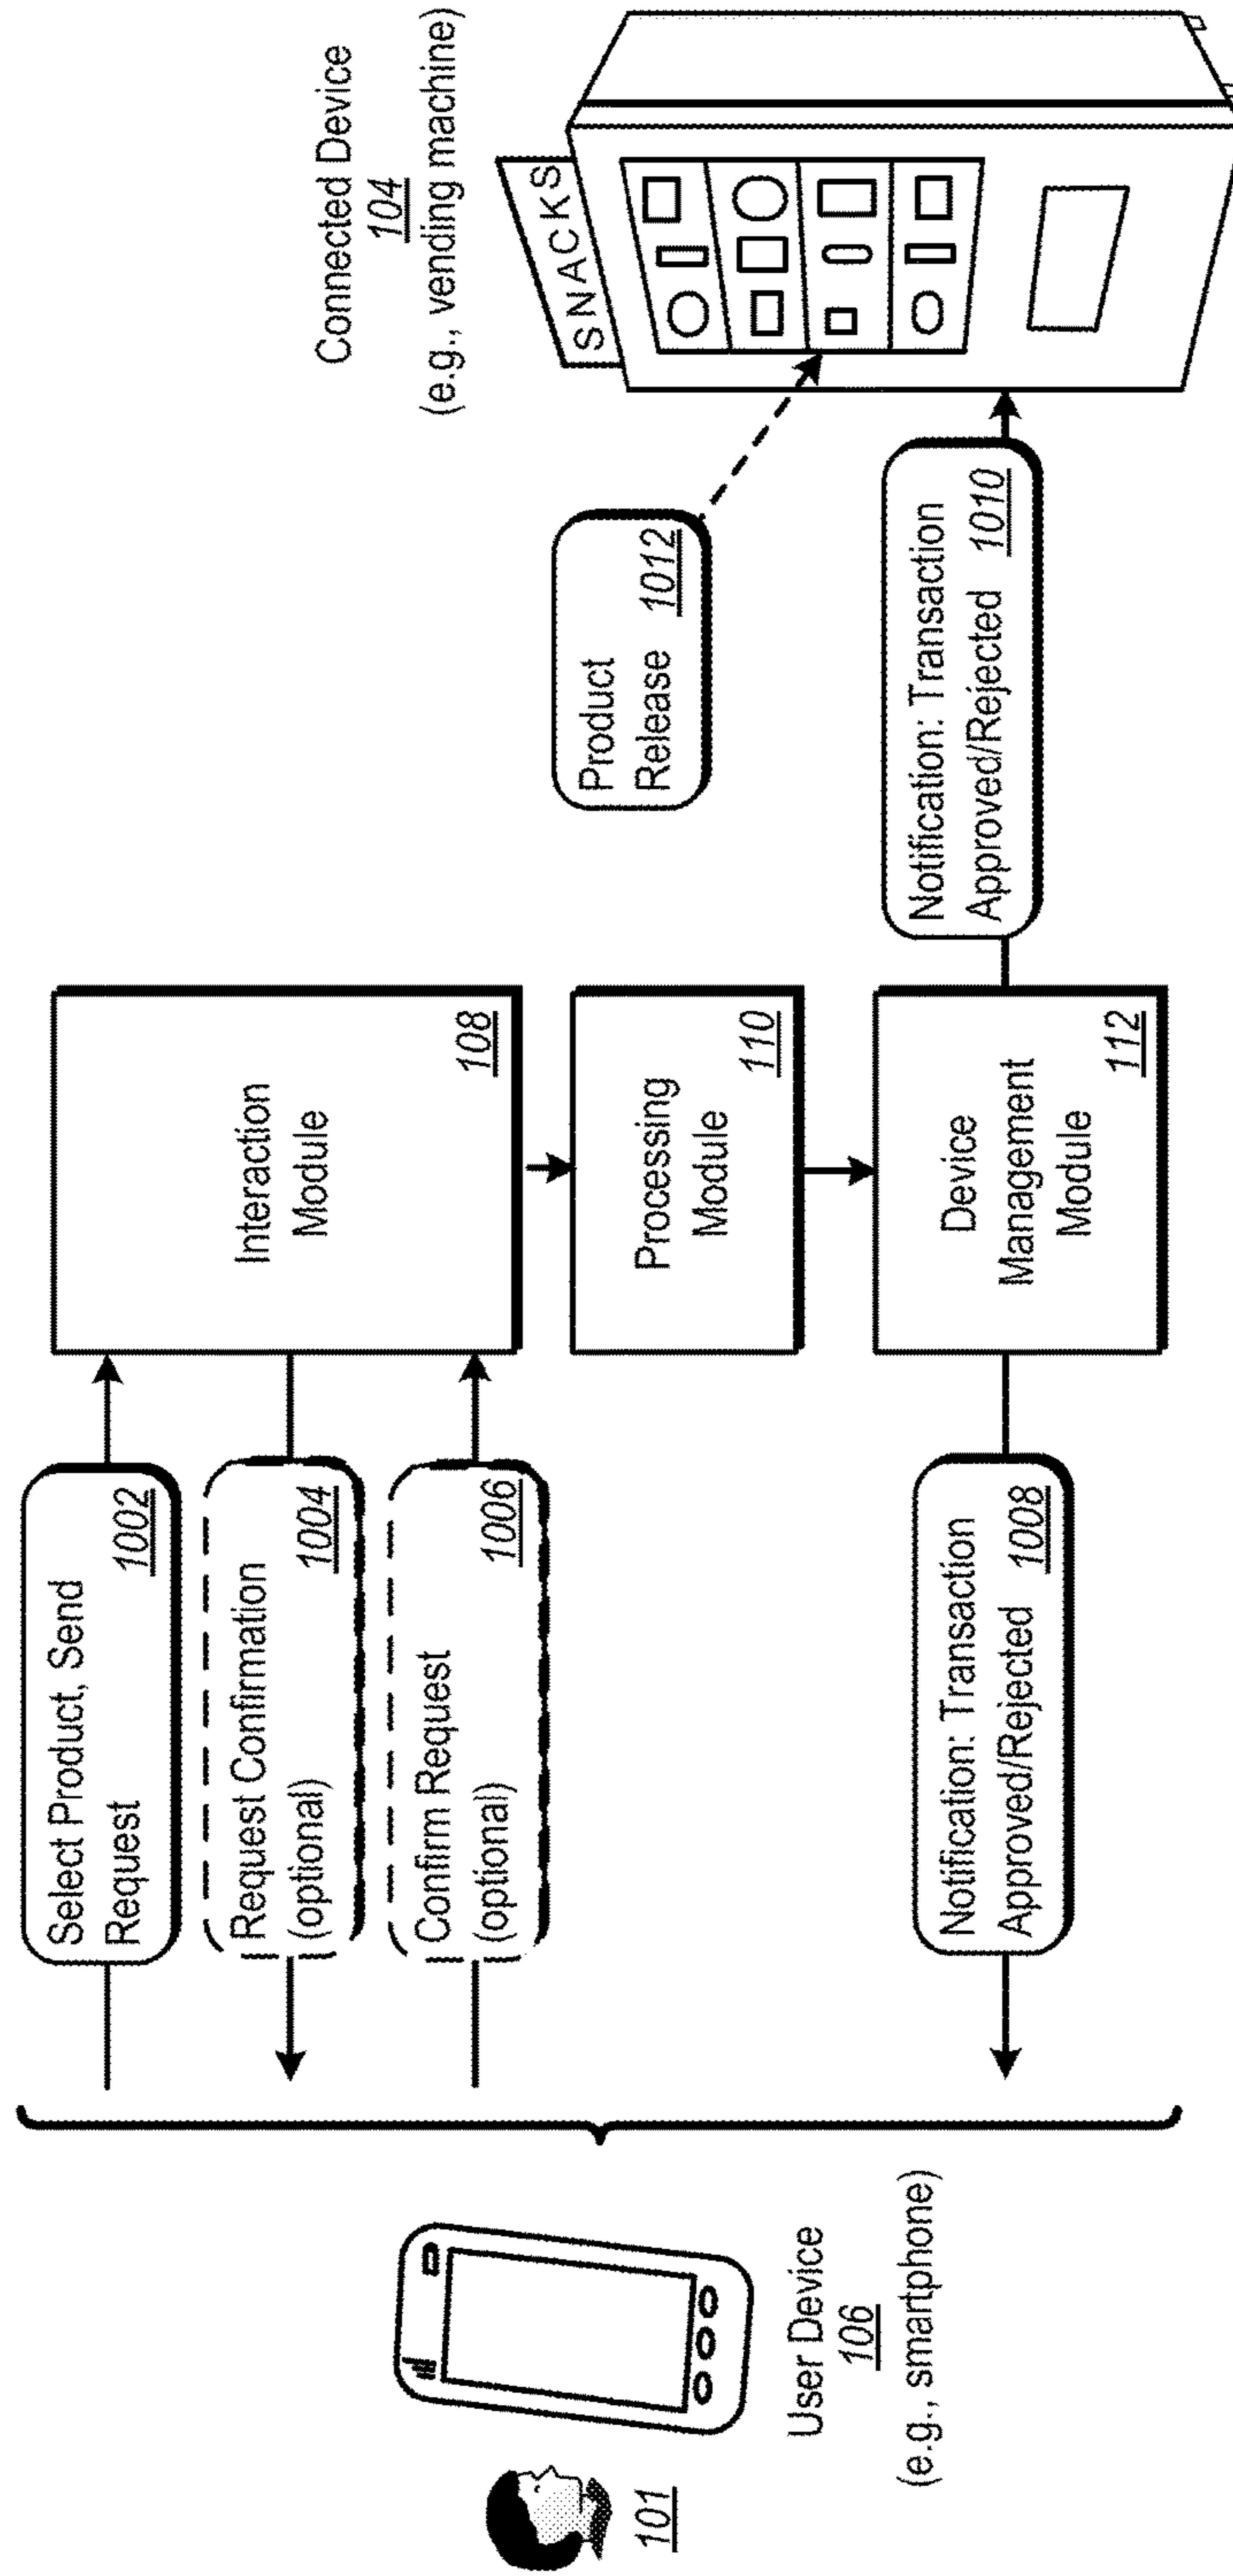 101
User Device
106
(e.g., smartphone)
Select Product, Send
Request 1002
Request Confirmation
(optional) 1004
Confirm Request
(optional) 1006
Notification: Transaction
Approved/Rejected 1008
Interaction
Module
108
Processing
Module
110
Device
Management
Module
112
Notification: Transaction
Approved/Rejected 1010
Product
Release 1012
Connected Device
104
(e.g., vending machine)
SNACKS